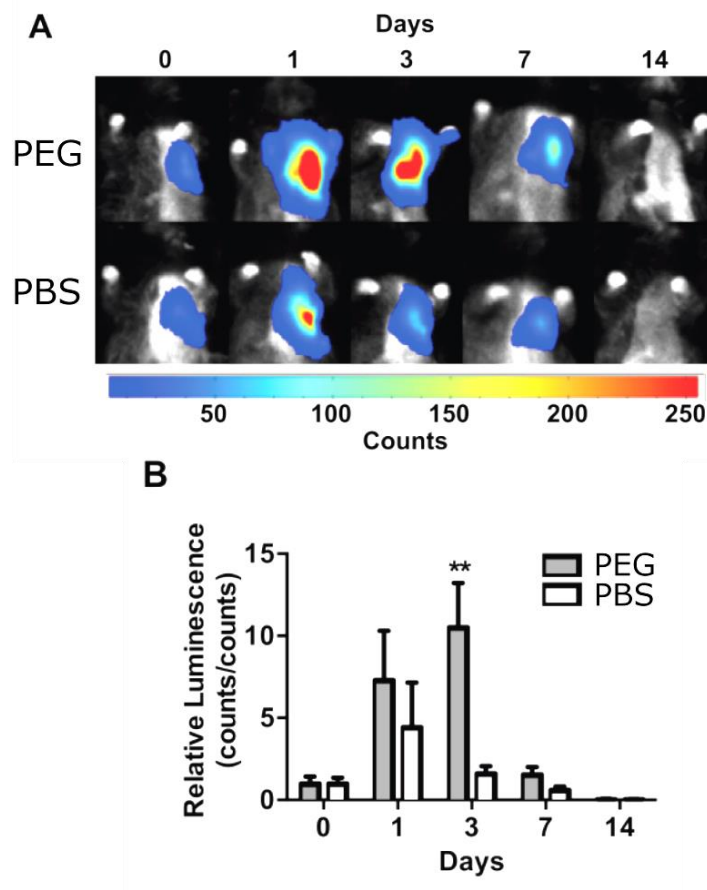 A
Days
0 1 3 7 14
PEG
PBS
50 100 150 200 250
Counts
B
Relative Luminescence
(counts/counts)
15
10
5
0
**
PEG
PBS
0 1 3 7 14
Days